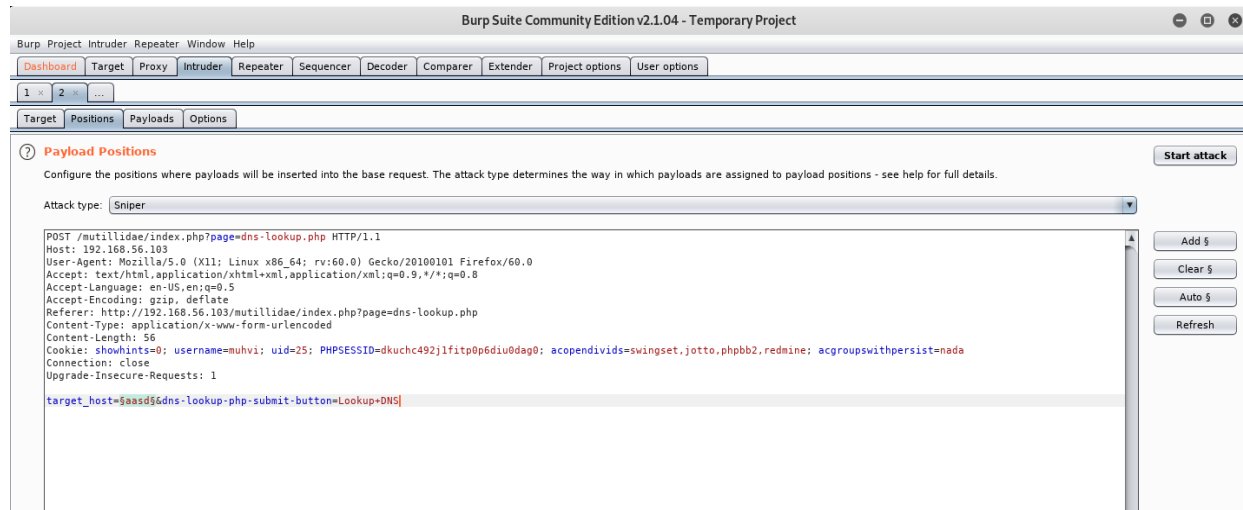 Burp Suite Community Edition v2.1.04 - Temporary Project
Burp Project Intruder Repeater Window Help
Dashboard Target Proxy Intruder Repeater Sequencer Decoder Comparer Extender Project options User options
1 × 2 × ...
Target Positions Payloads Options
? Payload Positions
Start attack
Configure the positions where payloads will be inserted into the base request. The attack type determines the way in which payloads are assigned to payload positions - see help for full details.
Attack type: Sniper
POST /mutillidae/index.php?page=dns-lookup.php HTTP/1.1
Host: 192.168.56.103
User-Agent: Mozilla/5.0 (X11; Linux x86_64; rv:60.0) Gecko/20100101 Firefox/60.0
Accept: text/html,application/xhtml+xml,application/xml;q=0.9,*/*;q=0.8
Accept-Language: en-US,en;q=0.5
Accept-Encoding: gzip, deflate
Referer: http://192.168.56.103/mutillidae/index.php?page=dns-lookup.php
Content-Type: application/x-www-form-urlencoded
Content-Length: 56
Cookie: showhints=0; username=muhvi; uid=25; PHPSESSID=dkuchc492j1fitp0p6diu0dag0; acopendivids=swingset,jotto,phpbb2,redmine; acgroupswithpersist=nada
Connection: close
Upgrade-Insecure-Requests: 1
target_host=§aasd§&dns-lookup-php-submit-button=Lookup+DNS
Add §
Clear §
Auto §
Refresh